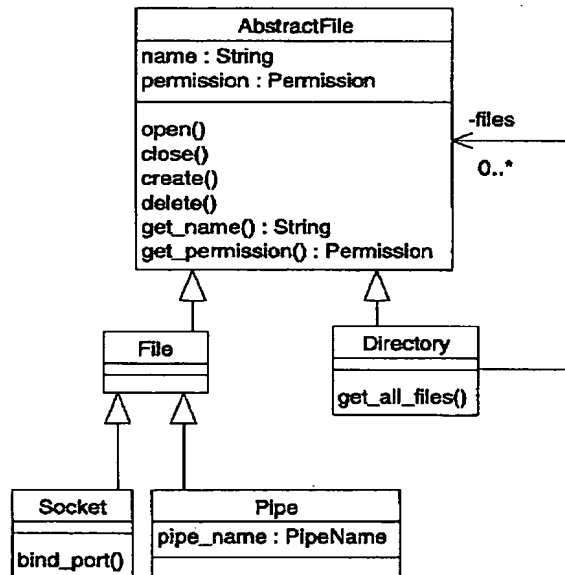 AbstractFile
name : String
permission : Permission
open()
close()
create()
delete()
get_name() : String
get_permission() : Permission
-files
0..*
File
Directory
get_all_files()
Socket
bind_port()
Pipe
pipe_name : PipeName